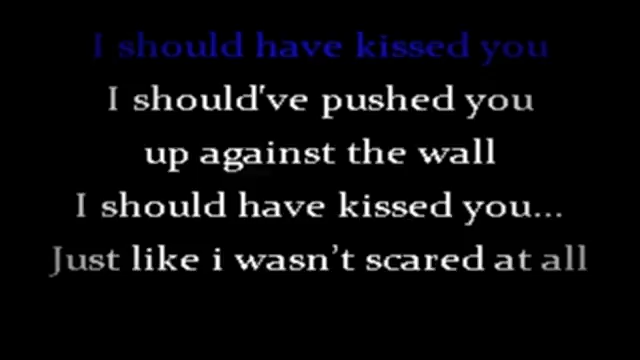 I should have kissed you
I should've pushed you
up against the wall
I should have kissed you...
Just like i wasn't scared at all